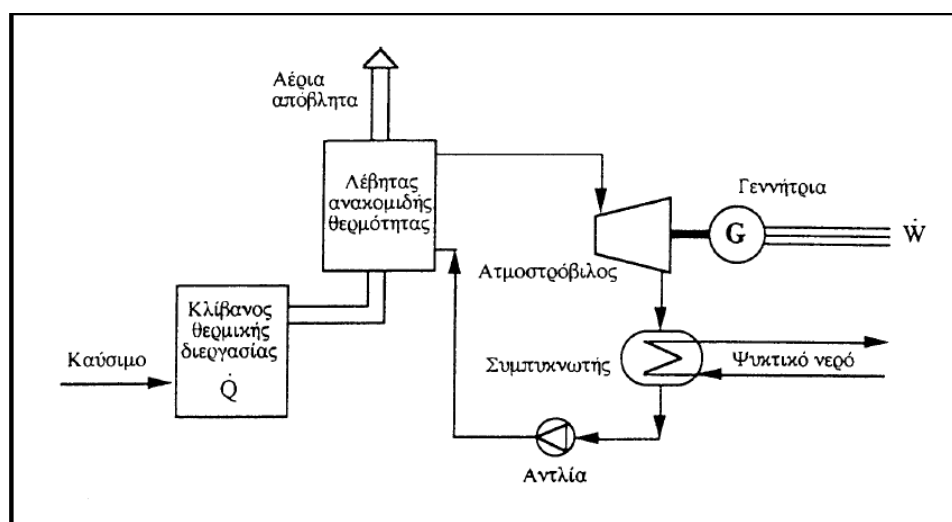 Αέρια
απόβλητα
Λέβητας
ανακομιδής
θερμότητας
Γεννήτρια
G
Ẇ
Ατμοστρόβιλος
Κλίβανος
θερμικής
διεργασίας
Q̇
Καύσιμο
Συμπυκνωτής
Ψυκτικό νερό
Αντλία